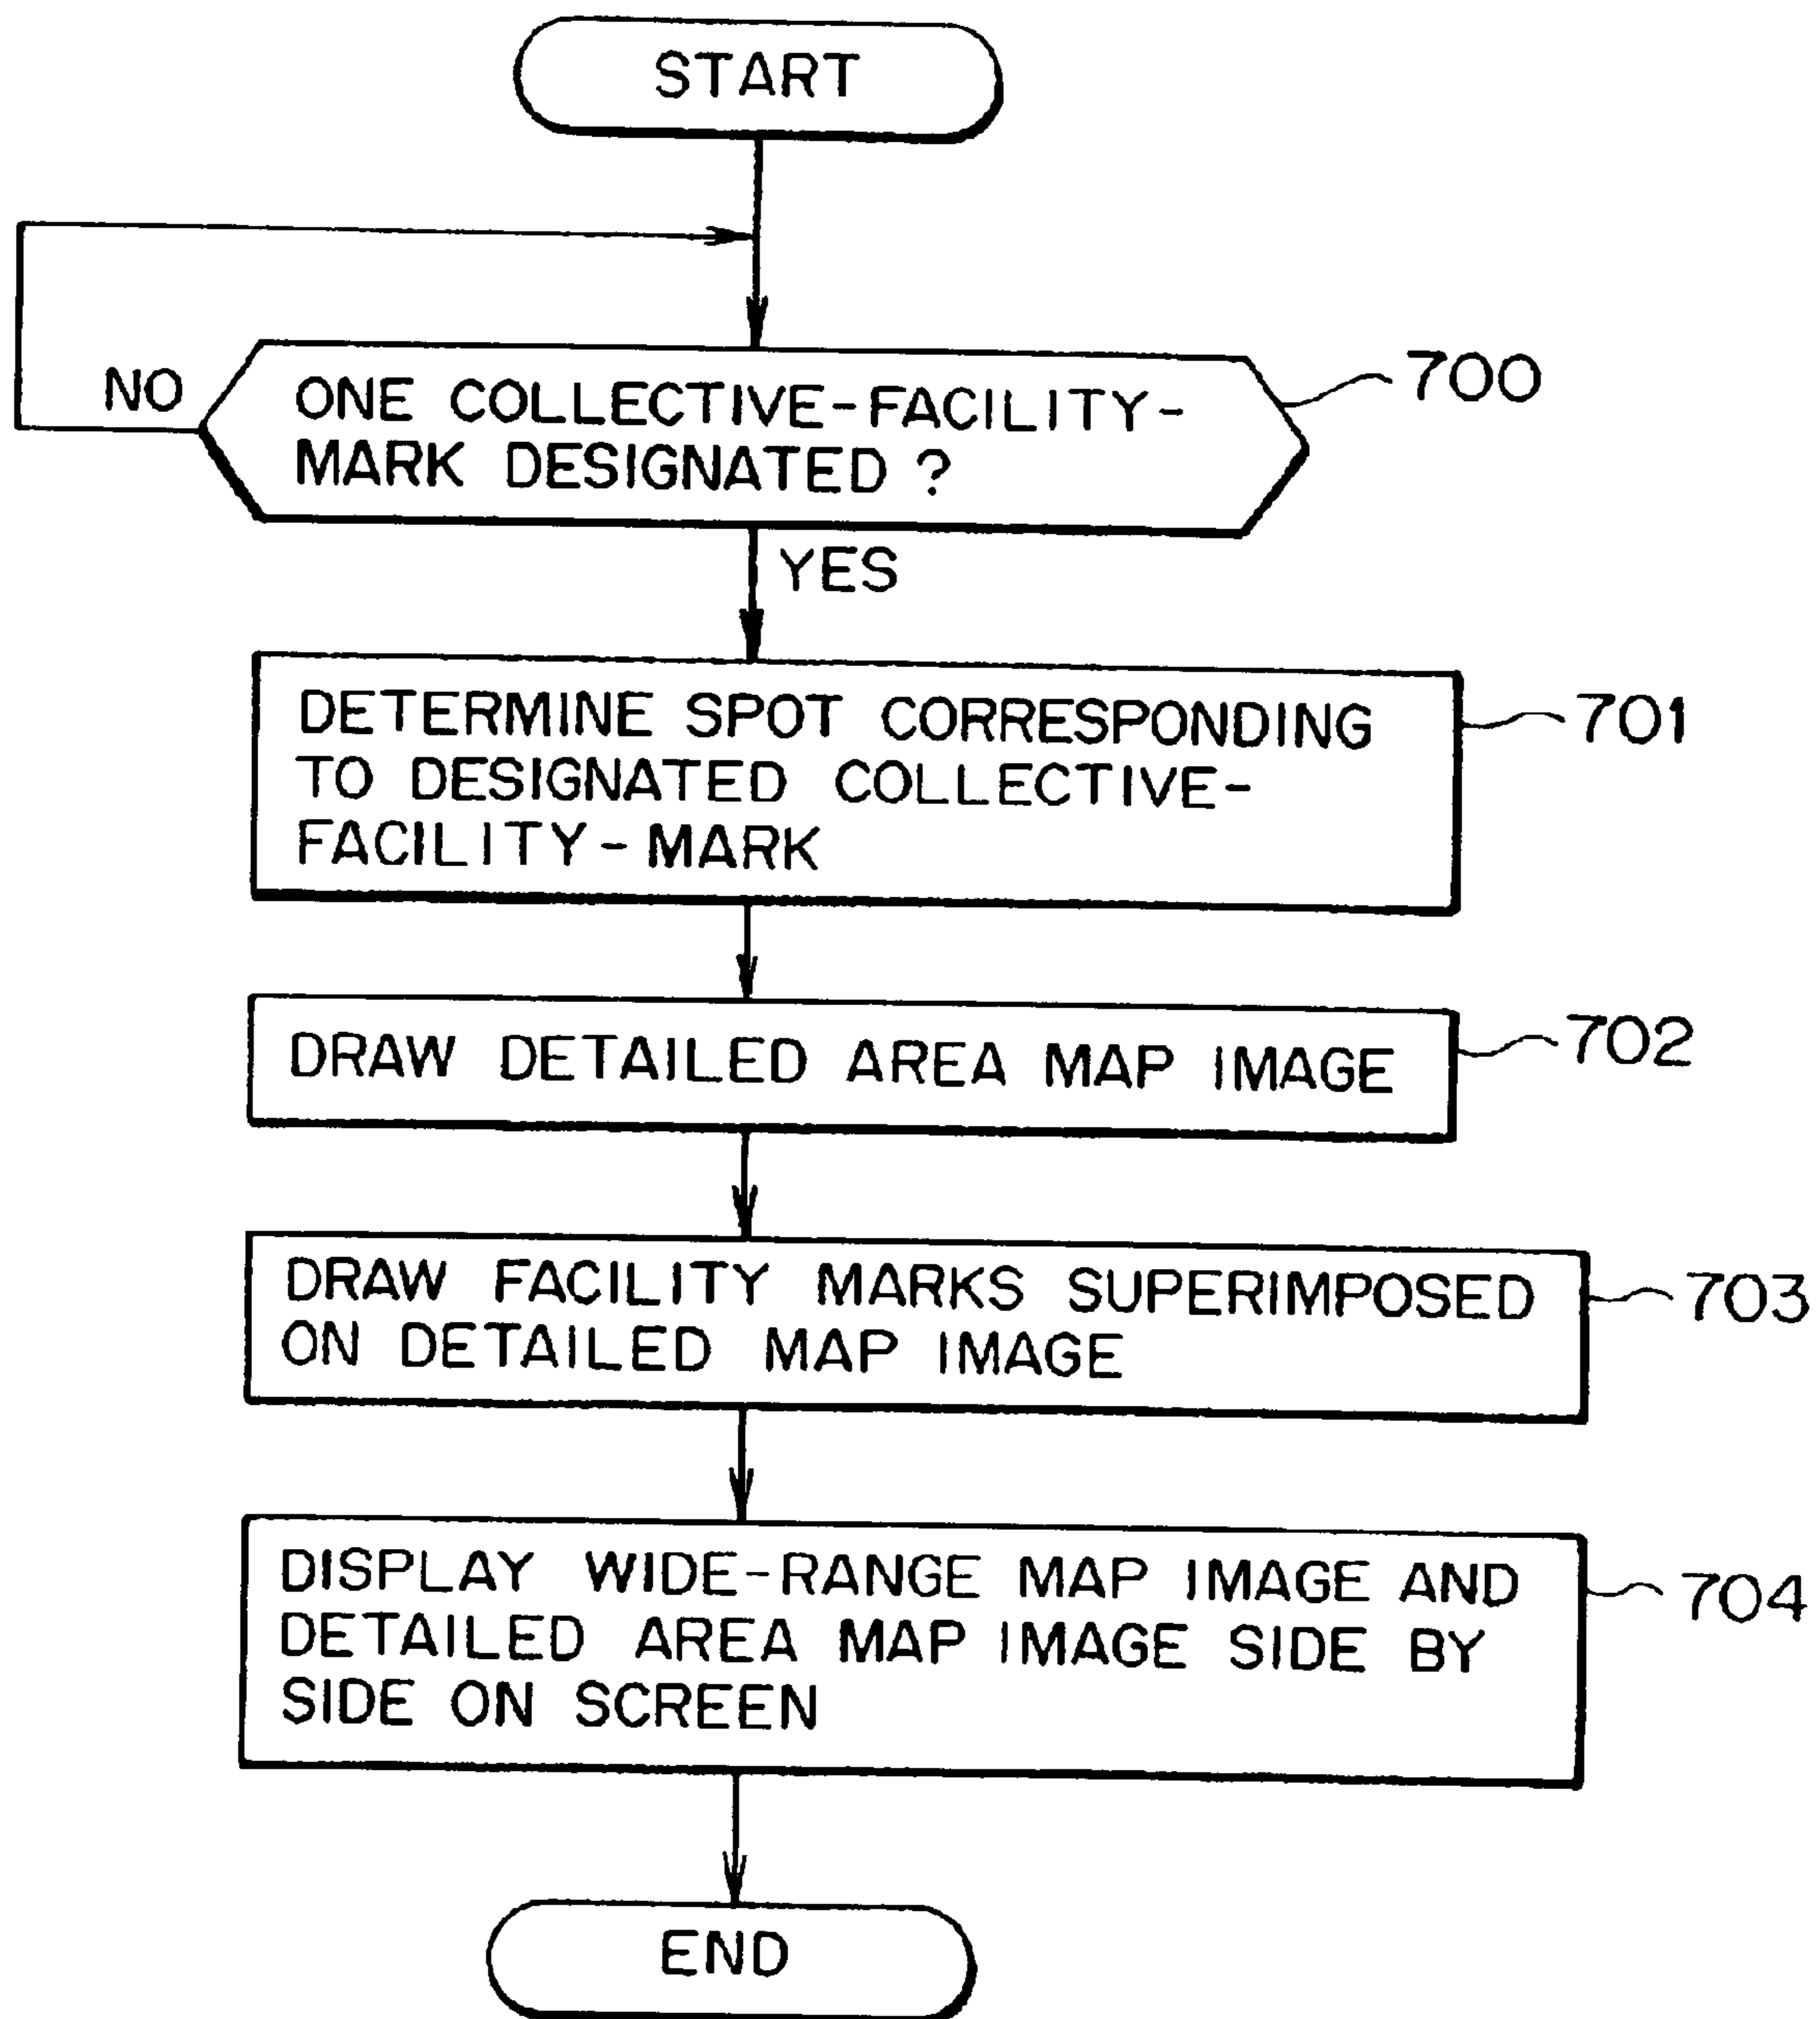 START
NO
ONE COLLECTIVE-FACILITY-
MARK DESIGNATED ?
700
YES
DETERMINE SPOT CORRESPONDING
TO DESIGNATED COLLECTIVE-
FACILITY-MARK
701
DRAW DETAILED AREA MAP IMAGE
702
DRAW FACILITY MARKS SUPERIMPOSED
ON DETAILED MAP IMAGE
703
DISPLAY WIDE-RANGE MAP IMAGE AND
DETAILED AREA MAP IMAGE SIDE BY
SIDE ON SCREEN
704
END